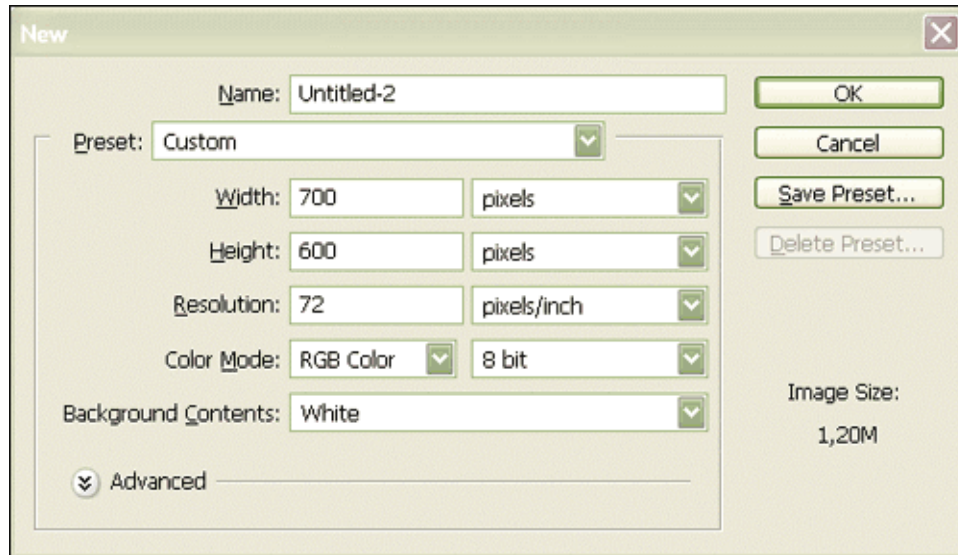 New
Name: Untitled-2
OK
Preset: Custom
Cancel
Width: 700 pixels
Save Preset...
Height: 600 pixels
Delete Preset...
Resolution: 72 pixels/inch
Color Mode: RGB Color 8 bit
Background Contents: White
Image Size:
1,20M
Advanced